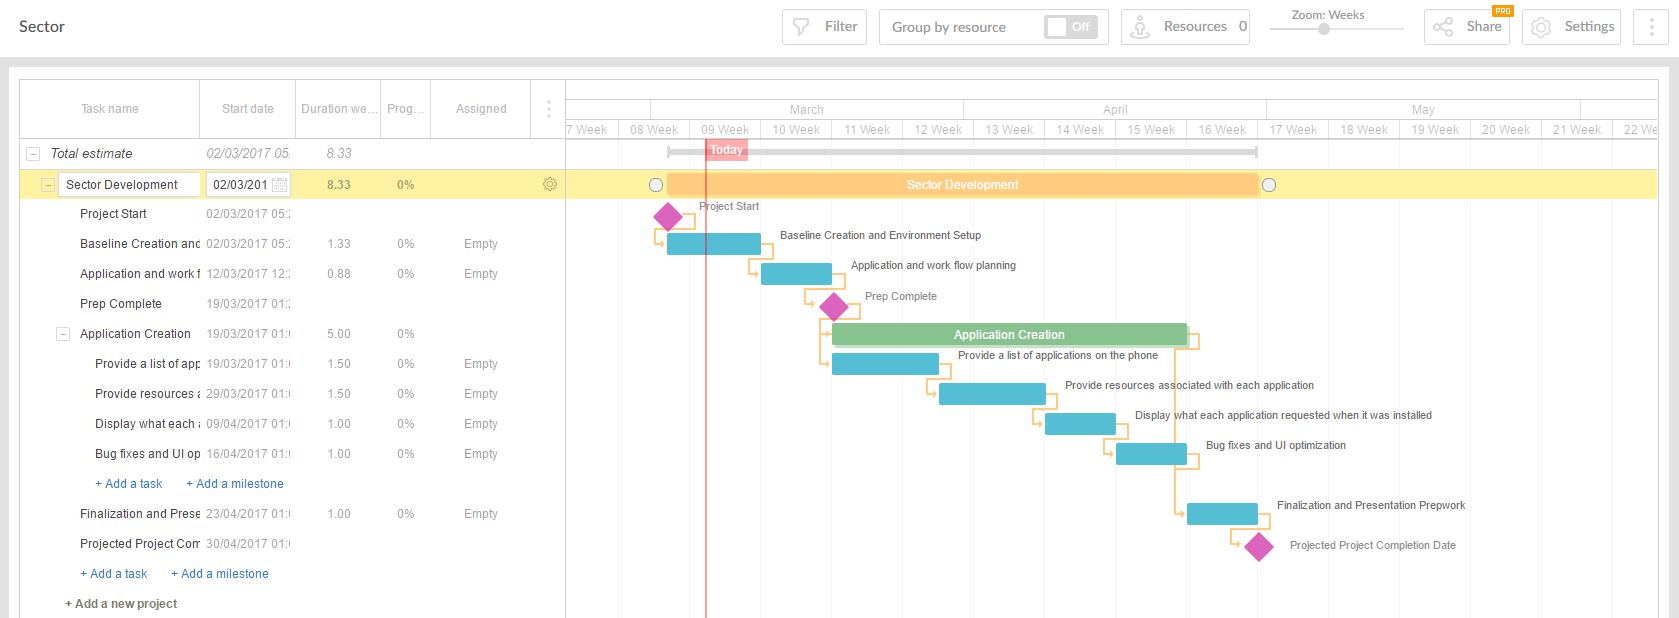 Sector
Filter
Group by resource
Off
Resources 0
Zoom: Weeks
Share
PRO
Settings
Task name Start date Duration we... Prog... Assigned
March April May
7 Week 08 Week 09 Week 10 Week 11 Week 12 Week 13 Week 14 Week 15 Week 16 Week 17 Week 18 Week 19 Week 20 Week 21 Week 22 We
Total estimate 02/03/2017 05. 8.33
Today
Sector Development 02/03/201 8.33 0% Sector Development
Project Start 02/03/2017 05: Project Start
Baseline Creation and 02/03/2017 05: 1.33 0% Empty Baseline Creation and Environment Setup
Application and work f 12/03/2017 12: 0.88 0% Empty Application and work flow planning
Prep Complete 19/03/2017 01: Prep Complete
Application Creation 19/03/2017 01: 5.00 0% Application Creation
Provide a list of app 19/03/2017 01: 1.50 0% Empty Provide a list of applications on the phone
Provide resources a 29/03/2017 01: 1.50 0% Empty Provide resources associated with each application
Display what each a 09/04/2017 01: 1.00 0% Empty Display what each application requested when it was installed
Bug fixes and UI op 16/04/2017 01: 1.00 0% Empty Bug fixes and UI optimization
+ Add a task + Add a milestone
Finalization and Prese 23/04/2017 01: 1.00 0% Empty Finalization and Presentation Prepwork
Projected Project Com 30/04/2017 01: Projected Project Completion Date
+ Add a task + Add a milestone
+ Add a new project